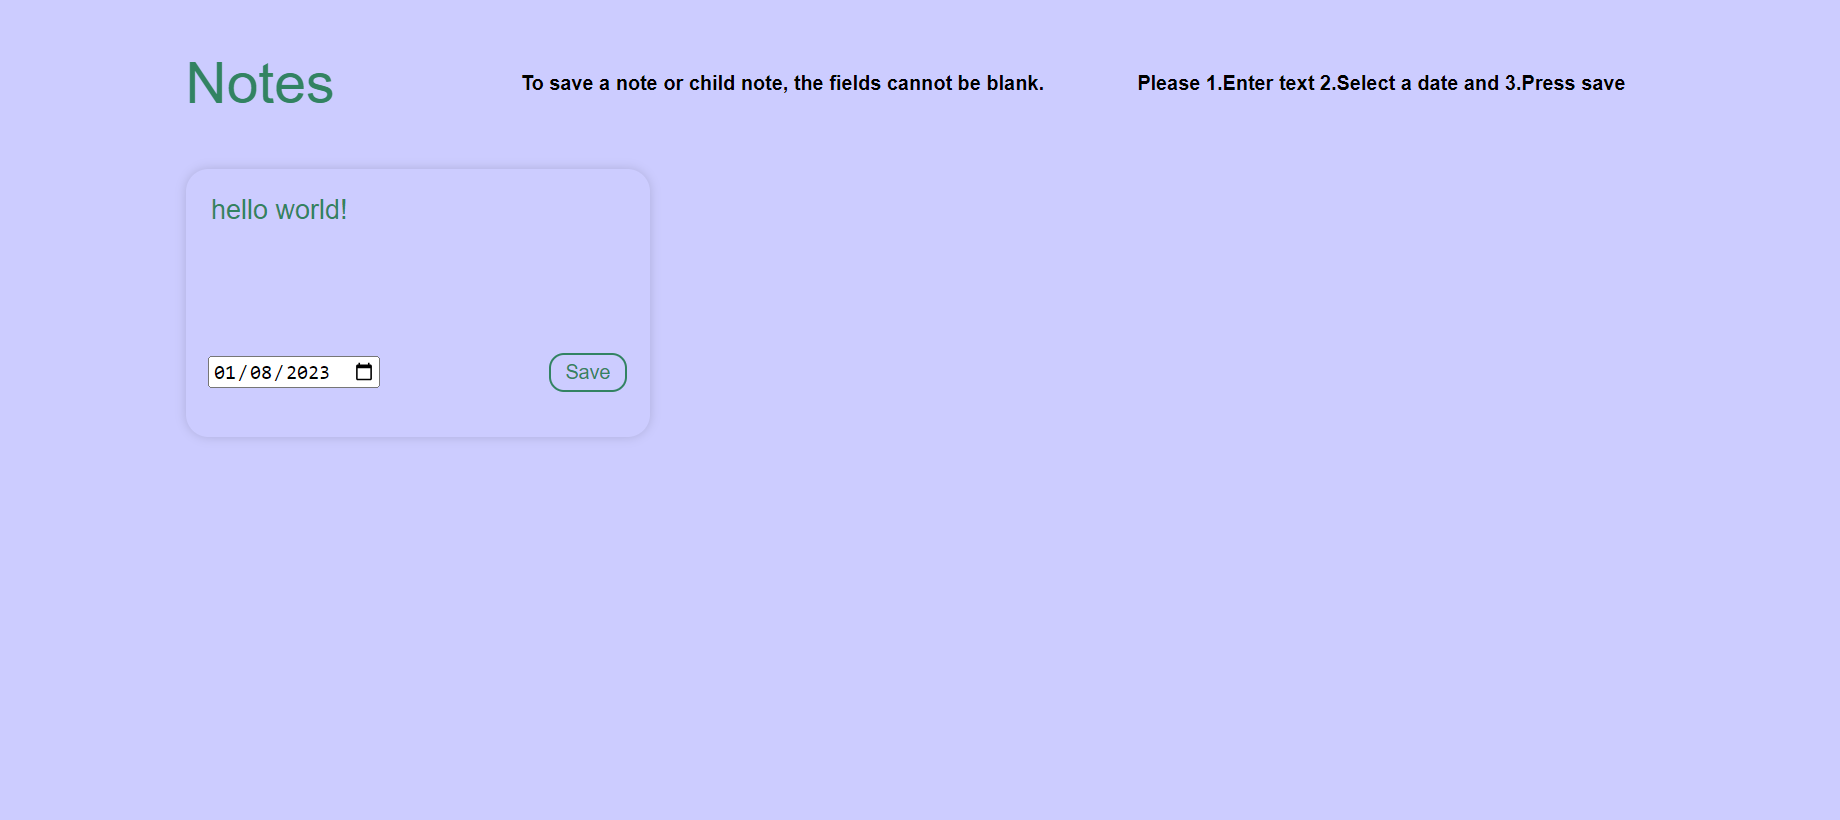 Notes
To save a note or child note, the fields cannot be blank.
Please 1.Enter text 2.Select a date and 3.Press save
hello world!
01/08/2023
Save